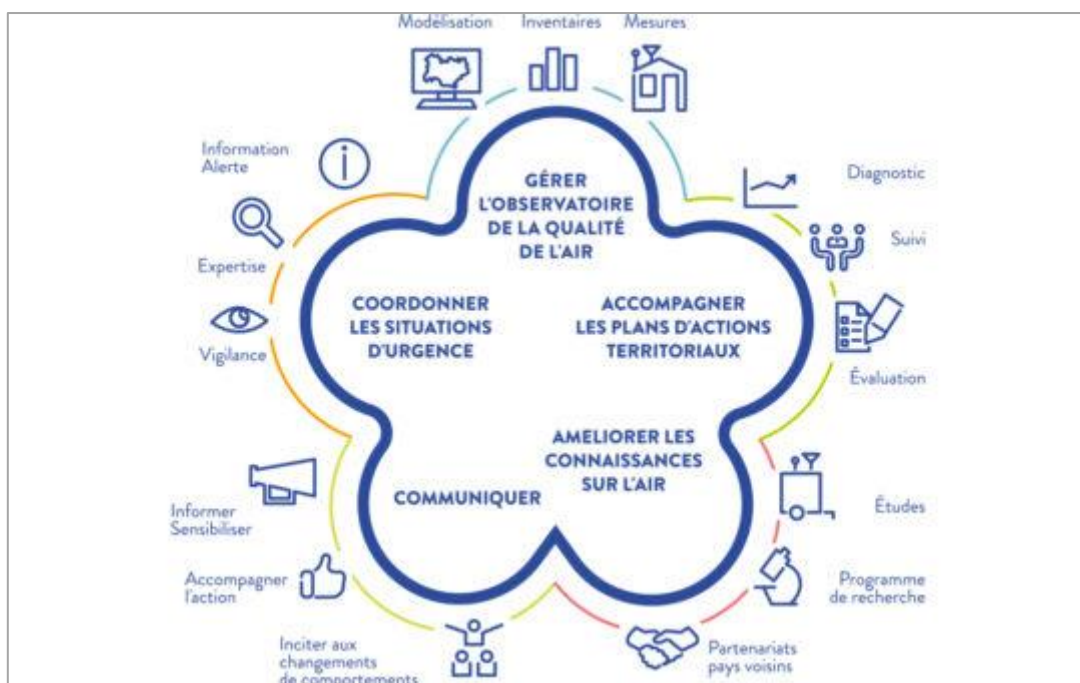 Modélisation
Inventaires
Mesures
Information
Alerte
Expertise
Vigilance
Informer
Sensibiliser
Accompagner
l'action
Inciter aux
changements
de comportements
GÉRER
L'OBSERVATOIRE
DE LA QUALITÉ
DE L'AIR
COORDONNER
LES SITUATIONS
D'URGENCE
ACCOMPAGNER
LES PLANS D'ACTIONS
TERRITORIAUX
AMELIORER LES
CONNAISSANCES
SUR L'AIR
COMMUNIQUER
Diagnostic
Suivi
Évaluation
Études
Programme
de recherche
Partenariats
pays voisins